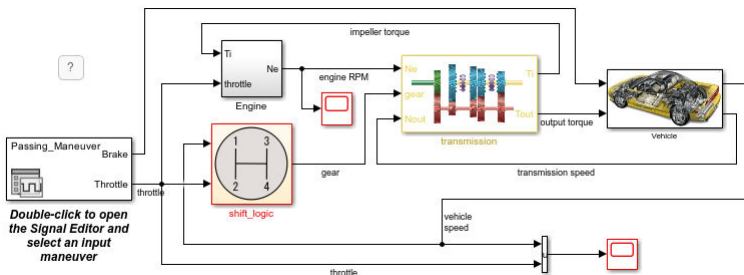 impeller torque
?
Ti
Ne
throttle
Engine
engine RPM
Ne
gear
Nout
Ti
Tout
transmission
output torque
Vehicle
transmission speed
Passing_Maneuver
Brake
Throttle
throttle
1 3
2 4
shift_logic
gear
Double-click to open
the Signal Editor and
select an input
maneuver
vehicle
speed
throttle